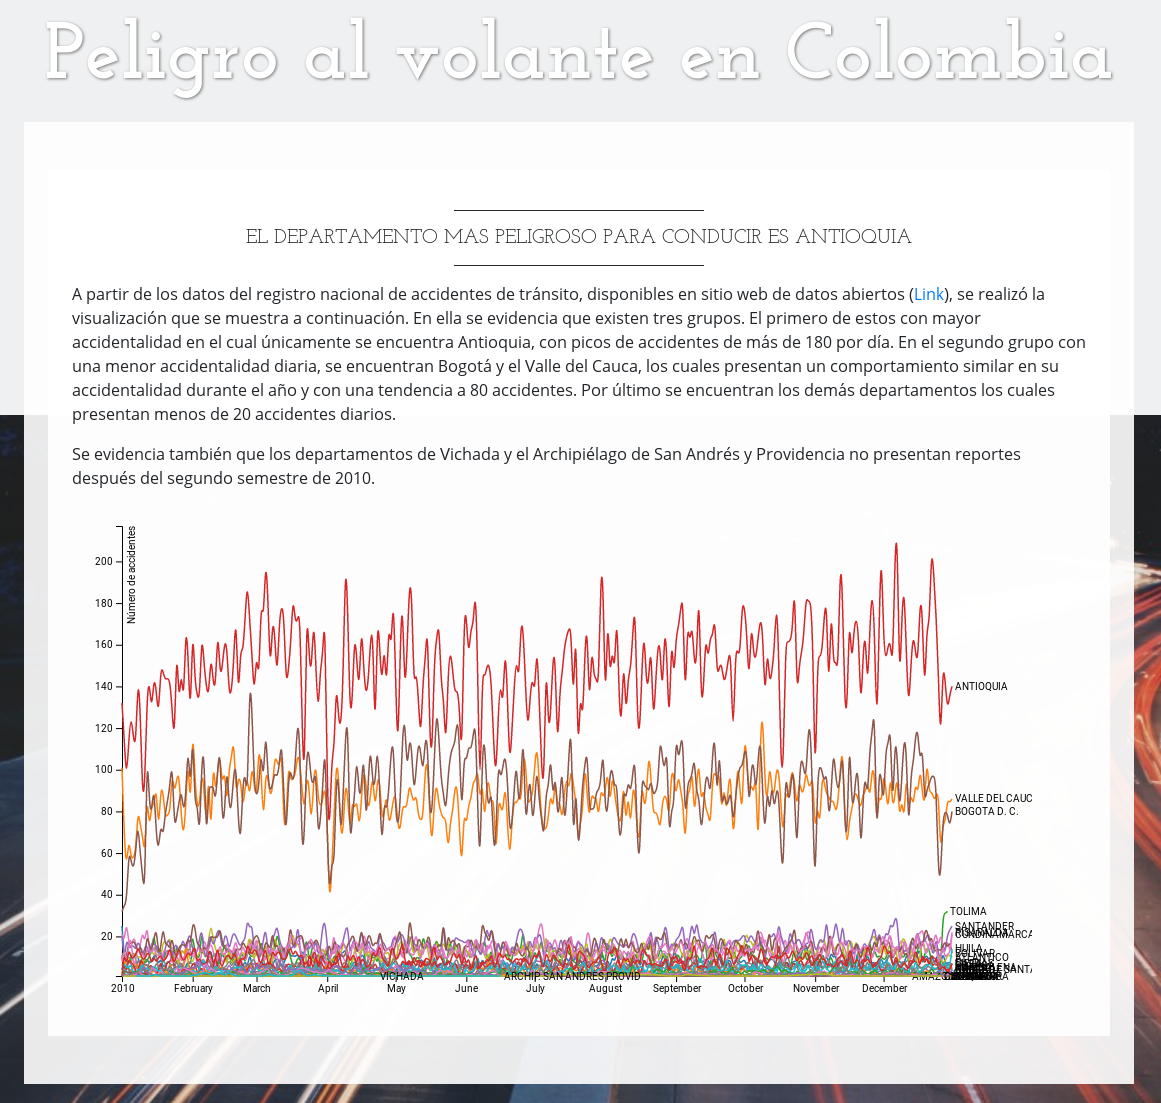 Peligro al volante en Colombia
EL DEPARTAMENTO MAS PELIGROSO PARA CONDUCIR ES ANTIOQUIA
A partir de los datos del registro nacional de accidentes de tránsito, disponibles en sitio web de datos abiertos (Link), se realizó la
visualización que se muestra a continuación. En ella se evidencia que existen tres grupos. El primero de estos con mayor
accidentalidad en el cual únicamente se encuentra Antioquia, con picos de accidentes de más de 180 por día. En el segundo grupo con
una menor accidentalidad diaria, se encuentran Bogotá y el Valle del Cauca, los cuales presentan un comportamiento similar en su
accidentalidad durante el año y con una tendencia a 80 accidentes. Por último se encuentran los demás departamentos los cuales
presentan menos de 20 accidentes diarios.
Se evidencia también que los departamentos de Vichada y el Archipiélago de San Andrés y Providencia no presentan reportes
después del segundo semestre de 2010.
Número de accidentes
200
180
160
140
120
100
80
60
40
20
ANTIOQUIA
VALLE DEL CAUC
BOGOTA D. C.
TOLIMA
SANTANDER
CUNDINAMARCA
HUILA
VICHADA
ARCHIP. SAN ANDRES PROVID
2010 February March April May June July August September October November December